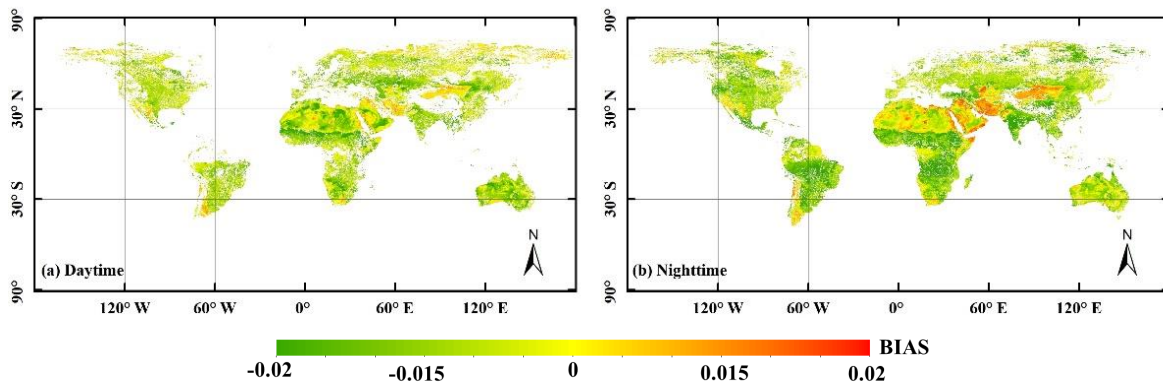 90°
30° N
30° S
90°
N
(a) Daytime
120° W
60° W
0°
60° E
120° E
90°
30° N
30° S
90°
N
(b) Nighttime
120° W
60° W
0°
60° E
120° E
BIAS
-0.02
-0.015
0
0.015
0.02